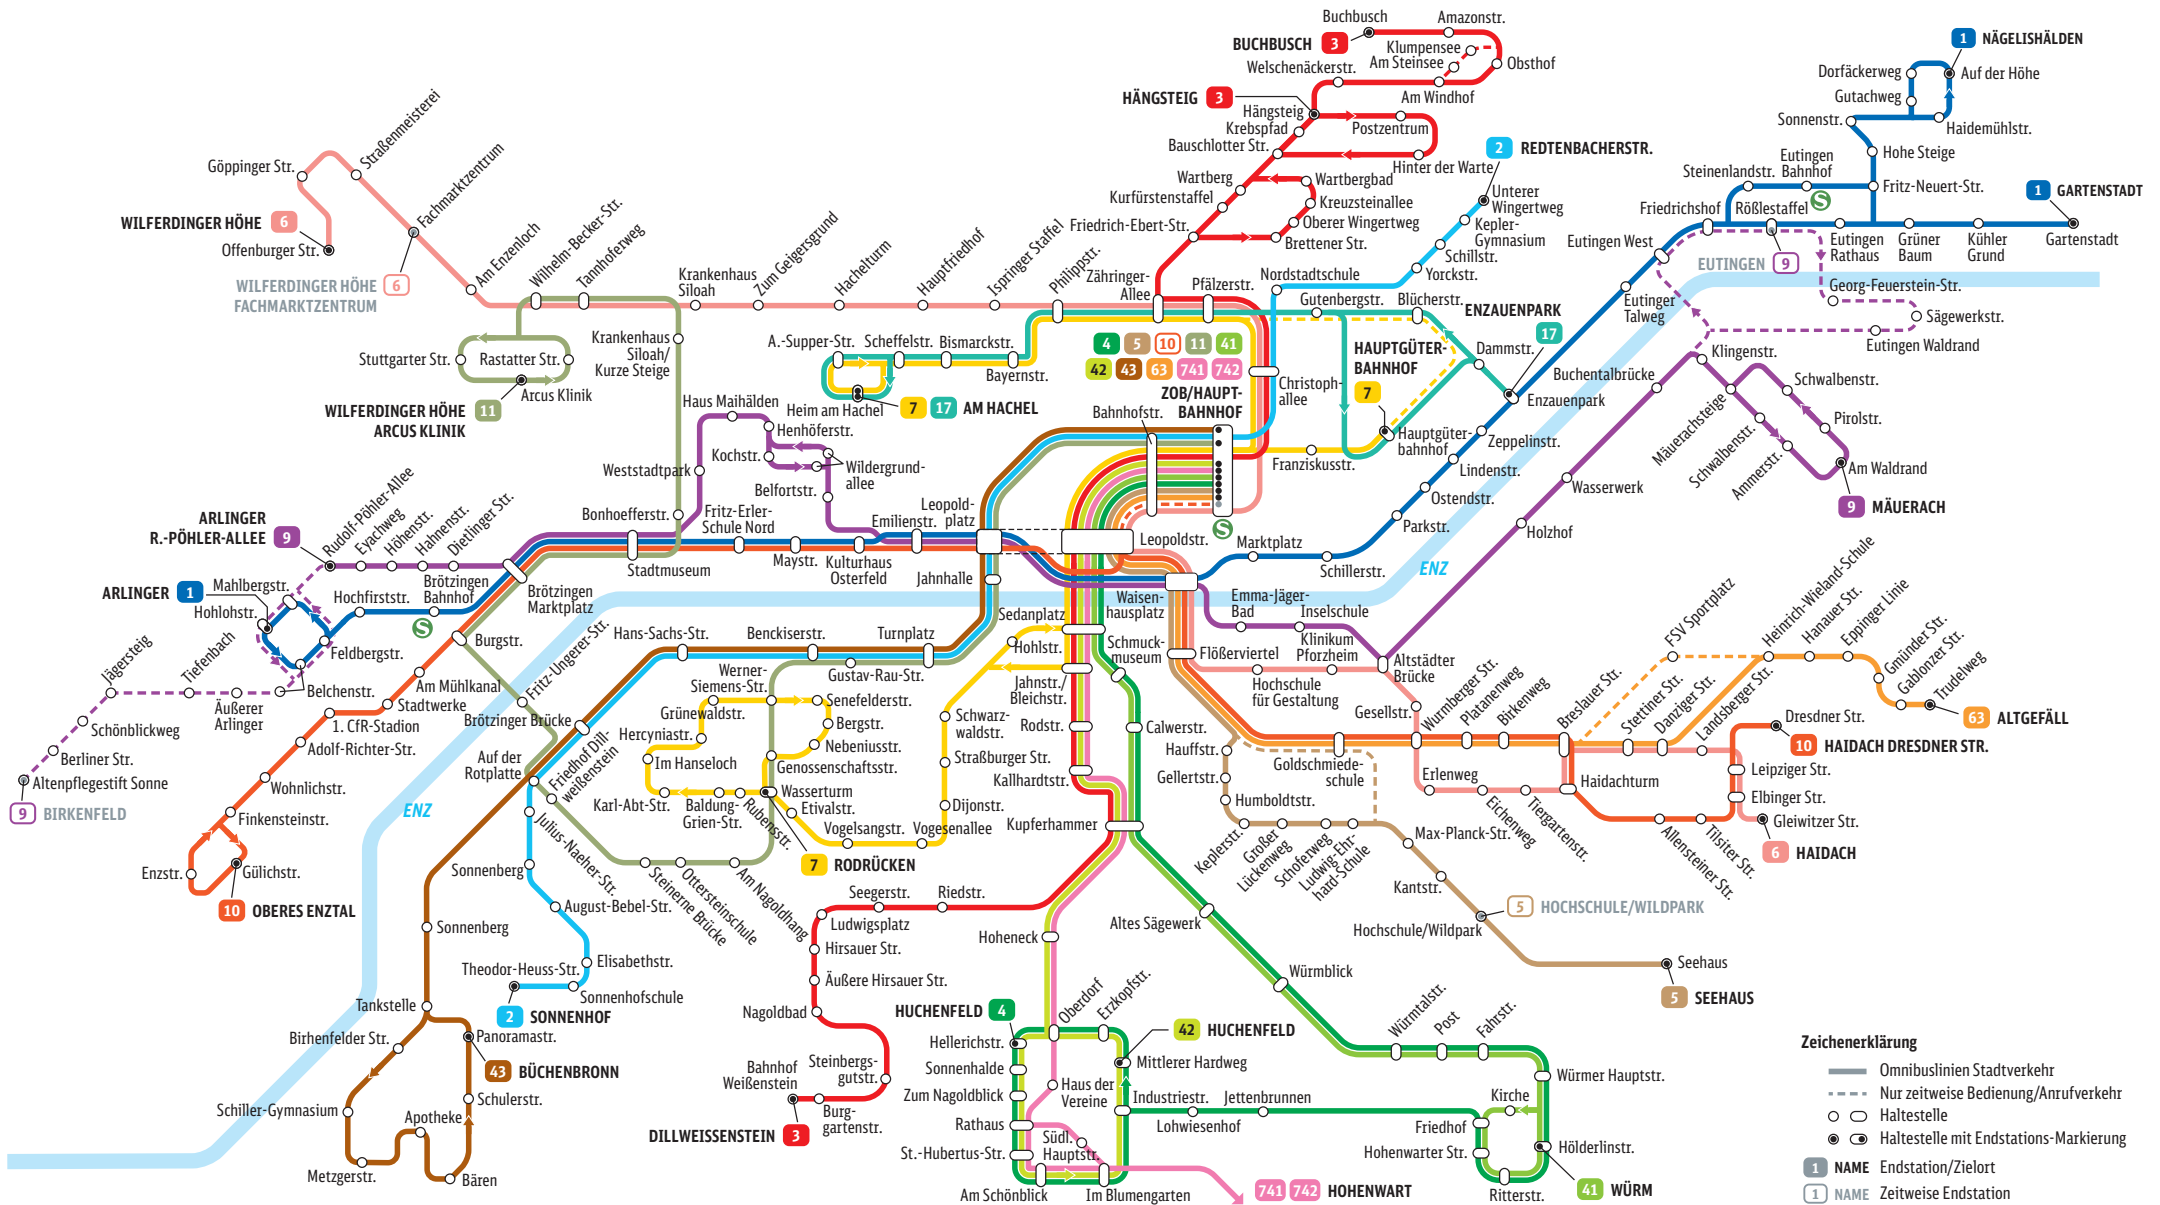 Buchbusch
Amazonstr.
BUCHBUSCH 3
Klumpensee
Am Steinsee
Obsthof
Welschenäckerstr.
Am Windhof
HÄNGSTEIG 3
Hängsteig
Krebspfad
Postzentrum
Bauschlotter Str.
Hinter der Warte
Wartberg
Wartbergbad
Kurfürstenstaffel
Kreuzsteinallee
Oberer Wingertweg
Friedrich-Ebert-Str.
Brettener Str.
2 REDTENBACHERSTR.
Unterer
Wingertweg
Kepler-
Gymnasium
Schillstr.
Yorckstr.
Nordstadtschule
1 NÄGELISHÄLDEN
Dorfäckerweg
Auf der Höhe
Gutachweg
Sonnenstr.
Haidemühlstr.
Hohe Steige
Eutingen
Bahnhof
Steinenlandstr.
Fritz-Neuert-Str.
S
1 GARTENSTADT
Friedrichshof
Rößlestaffel
Eutingen West
Eutingen
Rathaus
Grüner
Baum
Kühler
Grund
Gartenstadt
EUTINGEN 9
Georg-Feuerstein-Str.
Sägewerkstr.
Eutingen Waldrand
Eutinger
Talweg
Göppinger Str.
Straßenmeisterei
Fachmarktzentrum
WILFERDINGER HÖHE 6
Offenburger Str.
WILFERDINGER HÖHE
FACHMARKTZENTRUM
6
Am Enzenloch
Wilhelm-Becker-Str.
Tannhoferweg
Krankenhaus
Siloah
Zum Geigersgrund
Hachelturm
Hauptfriedhof
Ispringer Staffel
Philippstr.
Zähringer-
Allee
Pfälzerstr.
Gutenbergstr.
Blücherstr.
ENZAUENPARK
17
Dammstr.
Enzauenpark
HAUPTGÜTER-
BAHNHOF
7
Hauptgüter-
bahnhof
Franziskusstr.
Christoph-
allee
Krankenhaus
Siloah/
Kurze Steige
Stuttgarter Str.
Rastatter Str.
Arcus Klinik
WILFERDINGER HÖHE
ARCUS KLINIK
11
A.-Supper-Str.
Scheffelstr.
Bismarckstr.
Bayernstr.
Heim am Hachel
7 17 AM HACHEL
4 5 10 11 41
42 43 63 741 742
ZOB/HAUPT-
BAHNHOF
Bahnhofstr.
S
Haus Maihälden
Henhöferstr.
Kochstr.
Wildergrund-
allee
Weststadtpark
Belfortstr.
Bonhoefferstr.
Fritz-Erler-
Schule Nord
Emilienstr.
Leopold-
platz
Leopoldstr.
Stadtmuseum
Maystr.
Kulturhaus
Osterfeld
Jahnhalle
Marktplatz
Schillerstr.
Parkstr.
Ostendstr.
Lindenstr.
Zeppelinstr.
Buchentalbrücke
Klingenstr.
Schwalbenstr.
Pirolstr.
Am Waldrand
Mäuerachsteige
Schwalbenstr.
Ammerstr.
9 MÄUERACH
Wasserwerk
Holzhof
ENZ
ARLINGER
R.-PÖHLER-ALLEE
9
Rudolf-Pöhler-Allee
Eyachweg
Höhenstr.
Hahnenstr.
Dietlinger Str.
ARLINGER 1
Mahlbergstr.
Hohlohstr.
Hochfirststr.
Brötzingen
Bahnhof
S
Brötzingen
Marktplatz
Feldbergstr.
Belchenstr.
Jägersteig
Tiefenbach
Äußerer
Arlinger
Schönblickweg
Berliner Str.
Altenpflegestift Sonne
9 BIRKENFELD
Burgstr.
Am Mühlkanal
Stadtwerke
1. CfR-Stadion
Adolf-Richter-Str.
Wohnlichstr.
Finkensteinstr.
Enzstr.
Gülichstr.
10 OBERES ENZTAL
ENZ
Fritz-Ungerer-Str.
Brötzinger Brücke
Auf der
Rotplatte
Friedhof Dill-
weißenstein
Hans-Sachs-Str.
Benckiserstr.
Turnplatz
Gustav-Rau-Str.
Werner-
Siemens-Str.
Senefelderstr.
Grünewaldstr.
Bergstr.
Hercyniastr.
Nebeniusstr.
Im Hanseloch
Genossenschaftsstr.
Karl-Abt-Str.
Baldung-
Grien-Str.
Rubensstr.
Wasserturm
Etivalstr.
Vogelsangstr.
Vogesenallee
7 RODRÜCKEN
Dijonstr.
Straßburger Str.
Schwarz-
waldstr.
Sedanplatz
Hohlstr.
Jahnstr./
Bleichstr.
Rodstr.
Kallhardtstr.
Kupferhammer
Waisen-
hausplatz
Schmuck-
museum
Calwerstr.
Emma-Jäger-
Bad
Inselschule
Flößerviertel
Klinikum
Pforzheim
Hochschule
für Gestaltung
Altstädter
Brücke
Gesellstr.
Wurmberger Str.
Platanenweg
Birkenweg
Breslauer Str.
Hauffstr.
Goldschmiede-
schule
Gellertstr.
Humboldtstr.
Keplerstr.
Großer
Lückenweg
Schoferweg
Ludwig-Ehr-
hard-Schule
Max-Planck-Str.
Kantstr.
Hochschule/Wildpark
5 HOCHSCHULE/WILDPARK
Seehaus
5 SEEHAUS
Erlenweg
Eichenweg
Tiergartenstr.
Haidachturm
FSV Sportplatz
Stettiner Str.
Danziger Str.
Landsberger Str.
Heinrich-Wieland-Schule
Hanauer Str.
Eppinger Linie
Gmünder Str.
Gablonzer Str.
Trudelweg
63 ALTGEFÄLL
Dresdner Str.
10 HAIDACH DRESDNER STR.
Leipziger Str.
Elbinger Str.
Gleiwitzer Str.
6 HAIDACH
Allensteiner Str.
Tilsiter Str.
Julius-Naeher-Str.
Sonnenberg
August-Bebel-Str.
Elisabethstr.
Theodor-Heuss-Str.
Sonnenhofschule
2 SONNENHOF
Steinerne Brücke
Ottersteinschule
Am Nagoldhang
Sonnenberg
Tankstelle
Panoramastr.
Birhenfelder Str.
43 BÜCHENBRONN
Schiller-Gymnasium
Apotheke
Schulerstr.
Metzgerstr.
Bären
Seegerstr.
Riedstr.
Ludwigsplatz
Hirsauer Str.
Äußere Hirsauer Str.
Nagoldbad
Bahnhof
Weißenstein
Steinbergs-
gutstr.
Burg-
gartenstr.
DILLWEISSENSTEIN 3
Hoheneck
Altes Sägewerk
Würmblick
HUCHENFELD 4
Oberdorf
Erzkopfstr.
42 HUCHENFELD
Hellerichstr.
Mittlerer Hardweg
Sonnenhalde
Haus der
Vereine
Zum Nagoldblick
Industriestr.
Jettenbrunnen
Lohwiesenhof
Rathaus
Südl.
Hauptstr.
St.-Hubertus-Str.
Am Schönblick
Im Blumengarten
741 742 HOHENWART
Würmtalstr.
Post
Fahrstr.
Würmer Hauptstr.
Kirche
Friedhof
Hohenwarter Str.
Hölderlinstr.
Ritterstr.
41 WÜRM
Zeichenerklärung
Omnibuslinien Stadtverkehr
Nur zeitweise Bedienung/Anrufverkehr
Haltestelle
Haltestelle mit Endstations-Markierung
1 NAME Endstation/Zielort
1 NAME Zeitweise Endstation